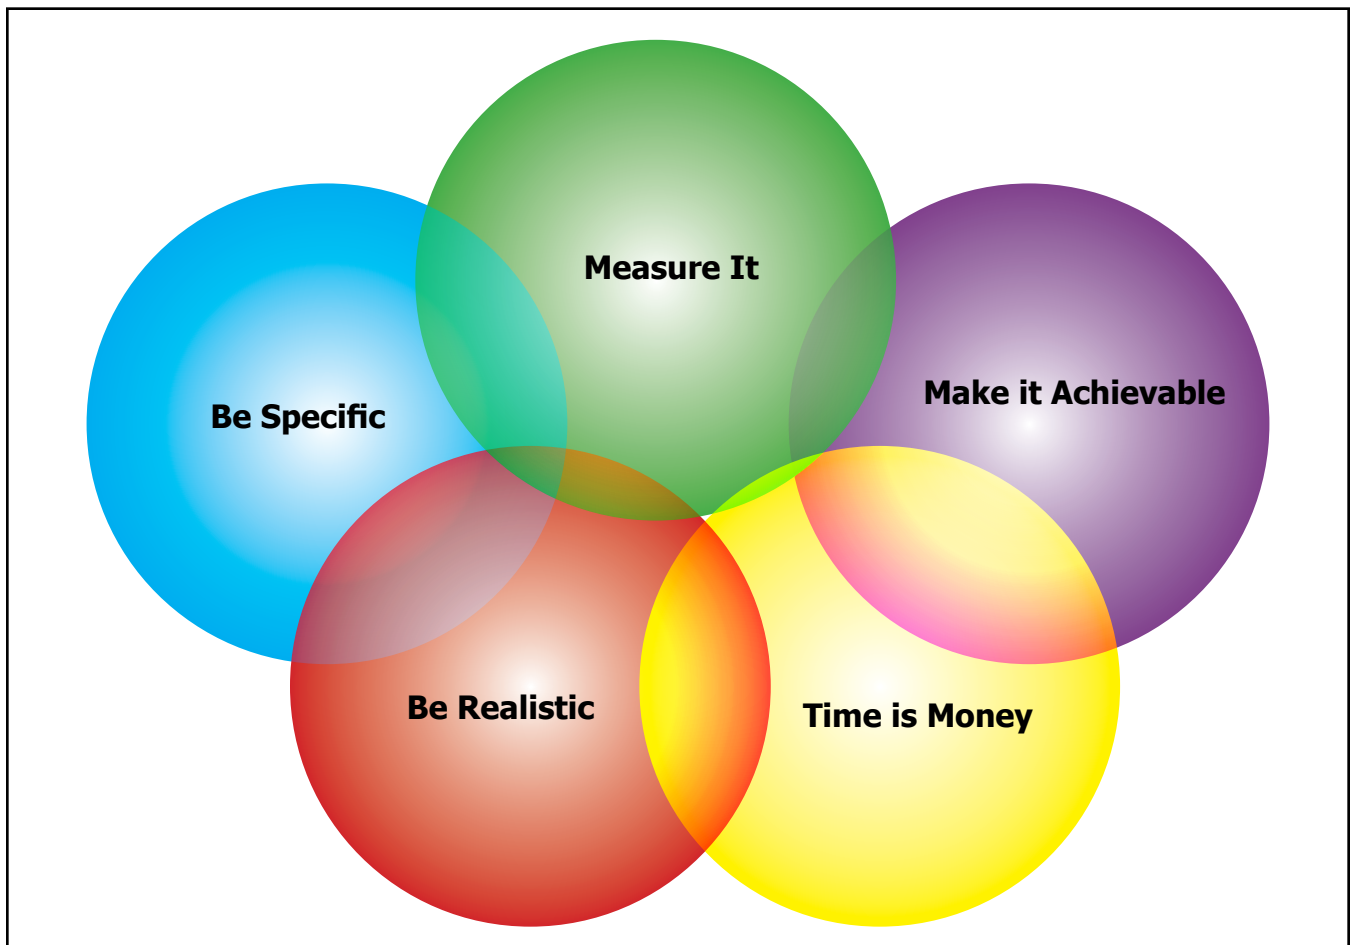 Measure It
Make it Achievable
Be Specific
Be Realistic
Time is Money